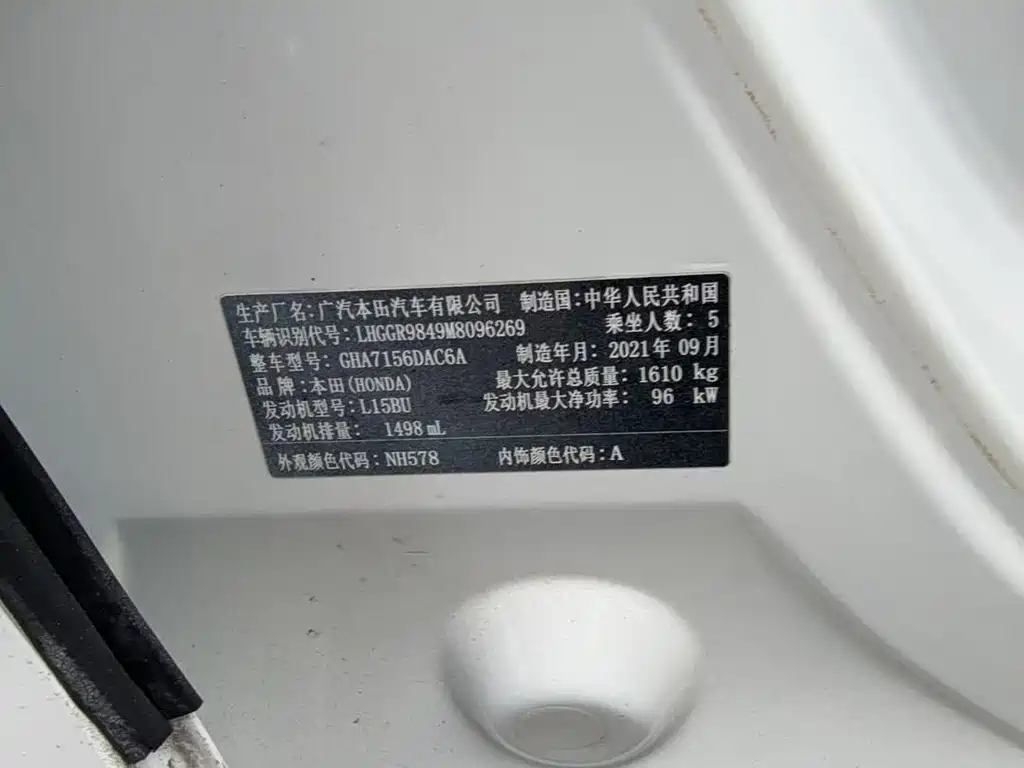 生产厂名：广汽本田汽车有限公司 制造国：中华人民共和国
车辆识别代号：LHGGR9849M8096269 乘坐人数：5
整车型号：GHA7156DAC6A 制造年月：2021年09月
品牌：本田(HONDA) 最大允许总质量：1610 kg
发动机型号：L15BU 发动机最大净功率：96 kW
发动机排量：1498 mL
外观颜色代码：NH578 内饰颜色代码：A